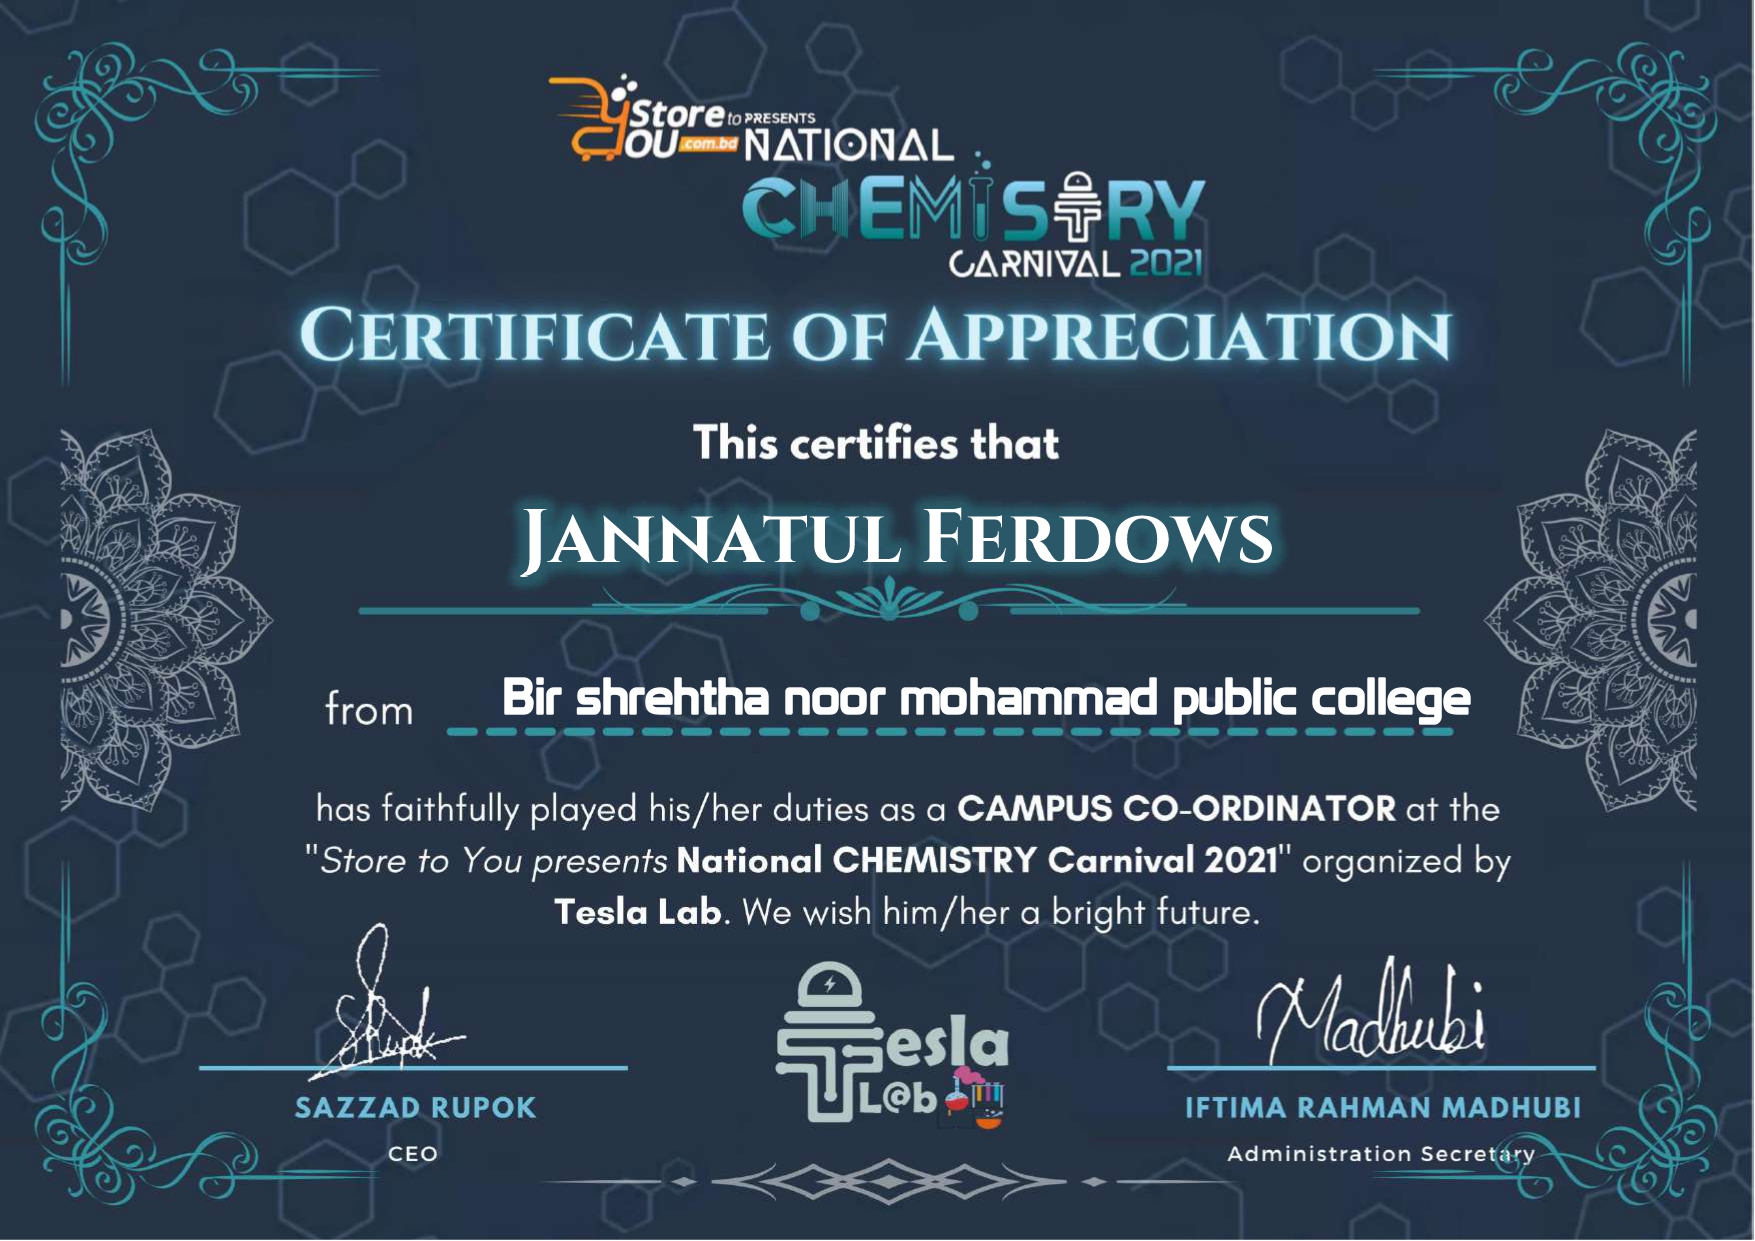 Store to PRESENTS
YOU .com.bd NATIONAL
CHEMISTRY
CARNIVAL 2021
CERTIFICATE OF APPRECIATION
This certifies that
JANNATUL FERDOWS
from Bir shrehtha noor mohammad public college
has faithfully played his/her duties as a CAMPUS CO-ORDINATOR at the
"Store to You presents National CHEMISTRY Carnival 2021" organized by
Tesla Lab. We wish him/her a bright future.
SRupok
Madhubi
Tesla
L@b
SAZZAD RUPOK
CEO
IFTIMA RAHMAN MADHUBI
Administration Secretary